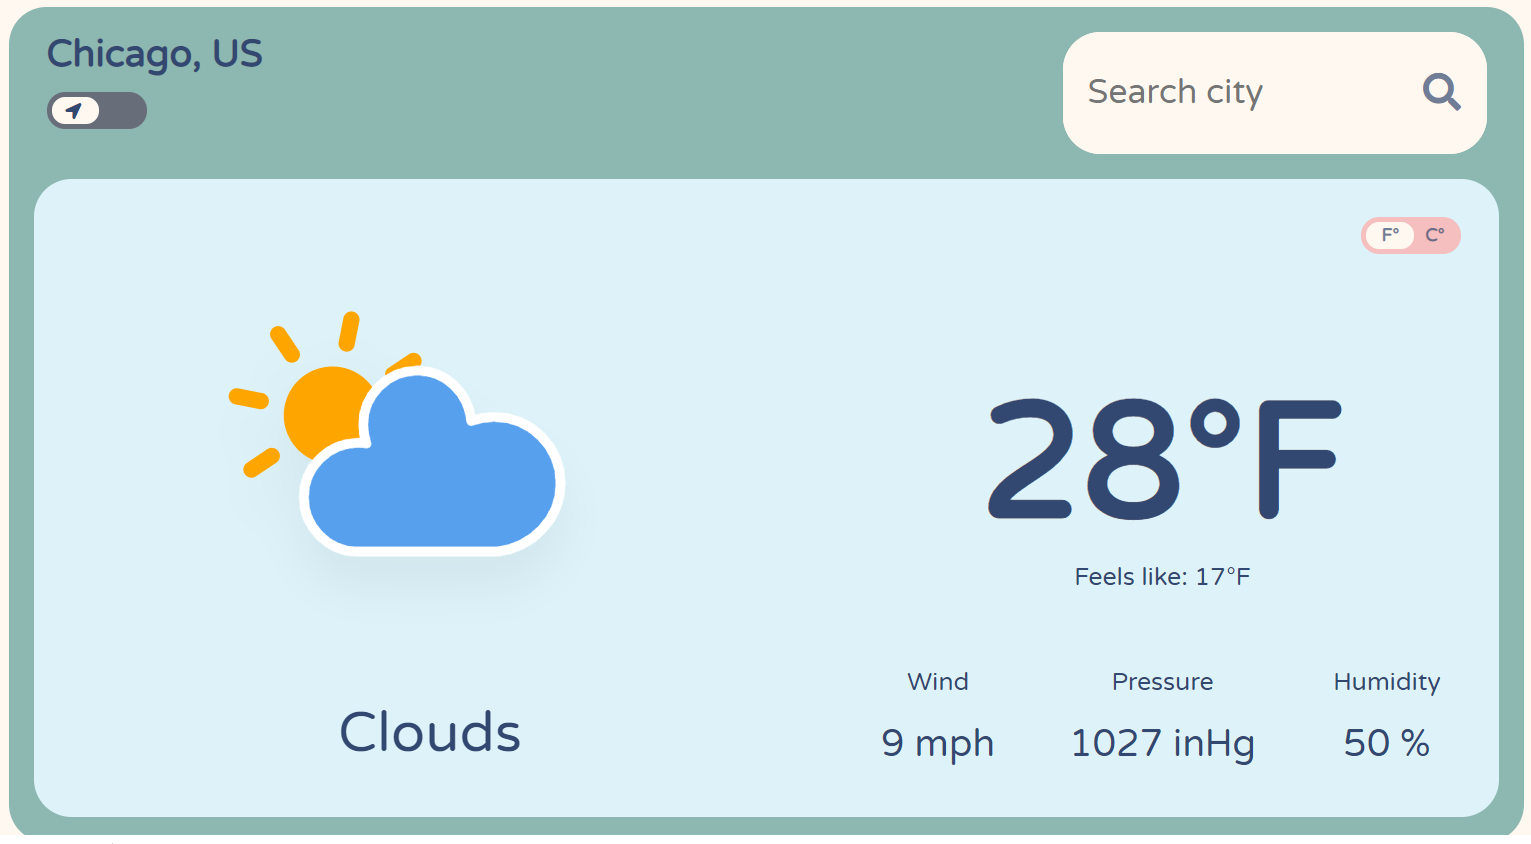 Chicago, US
Search city
F° C°
28°F
Feels like: 17°F
Wind Pressure Humidity
Clouds
9 mph 1027 inHg 50 %